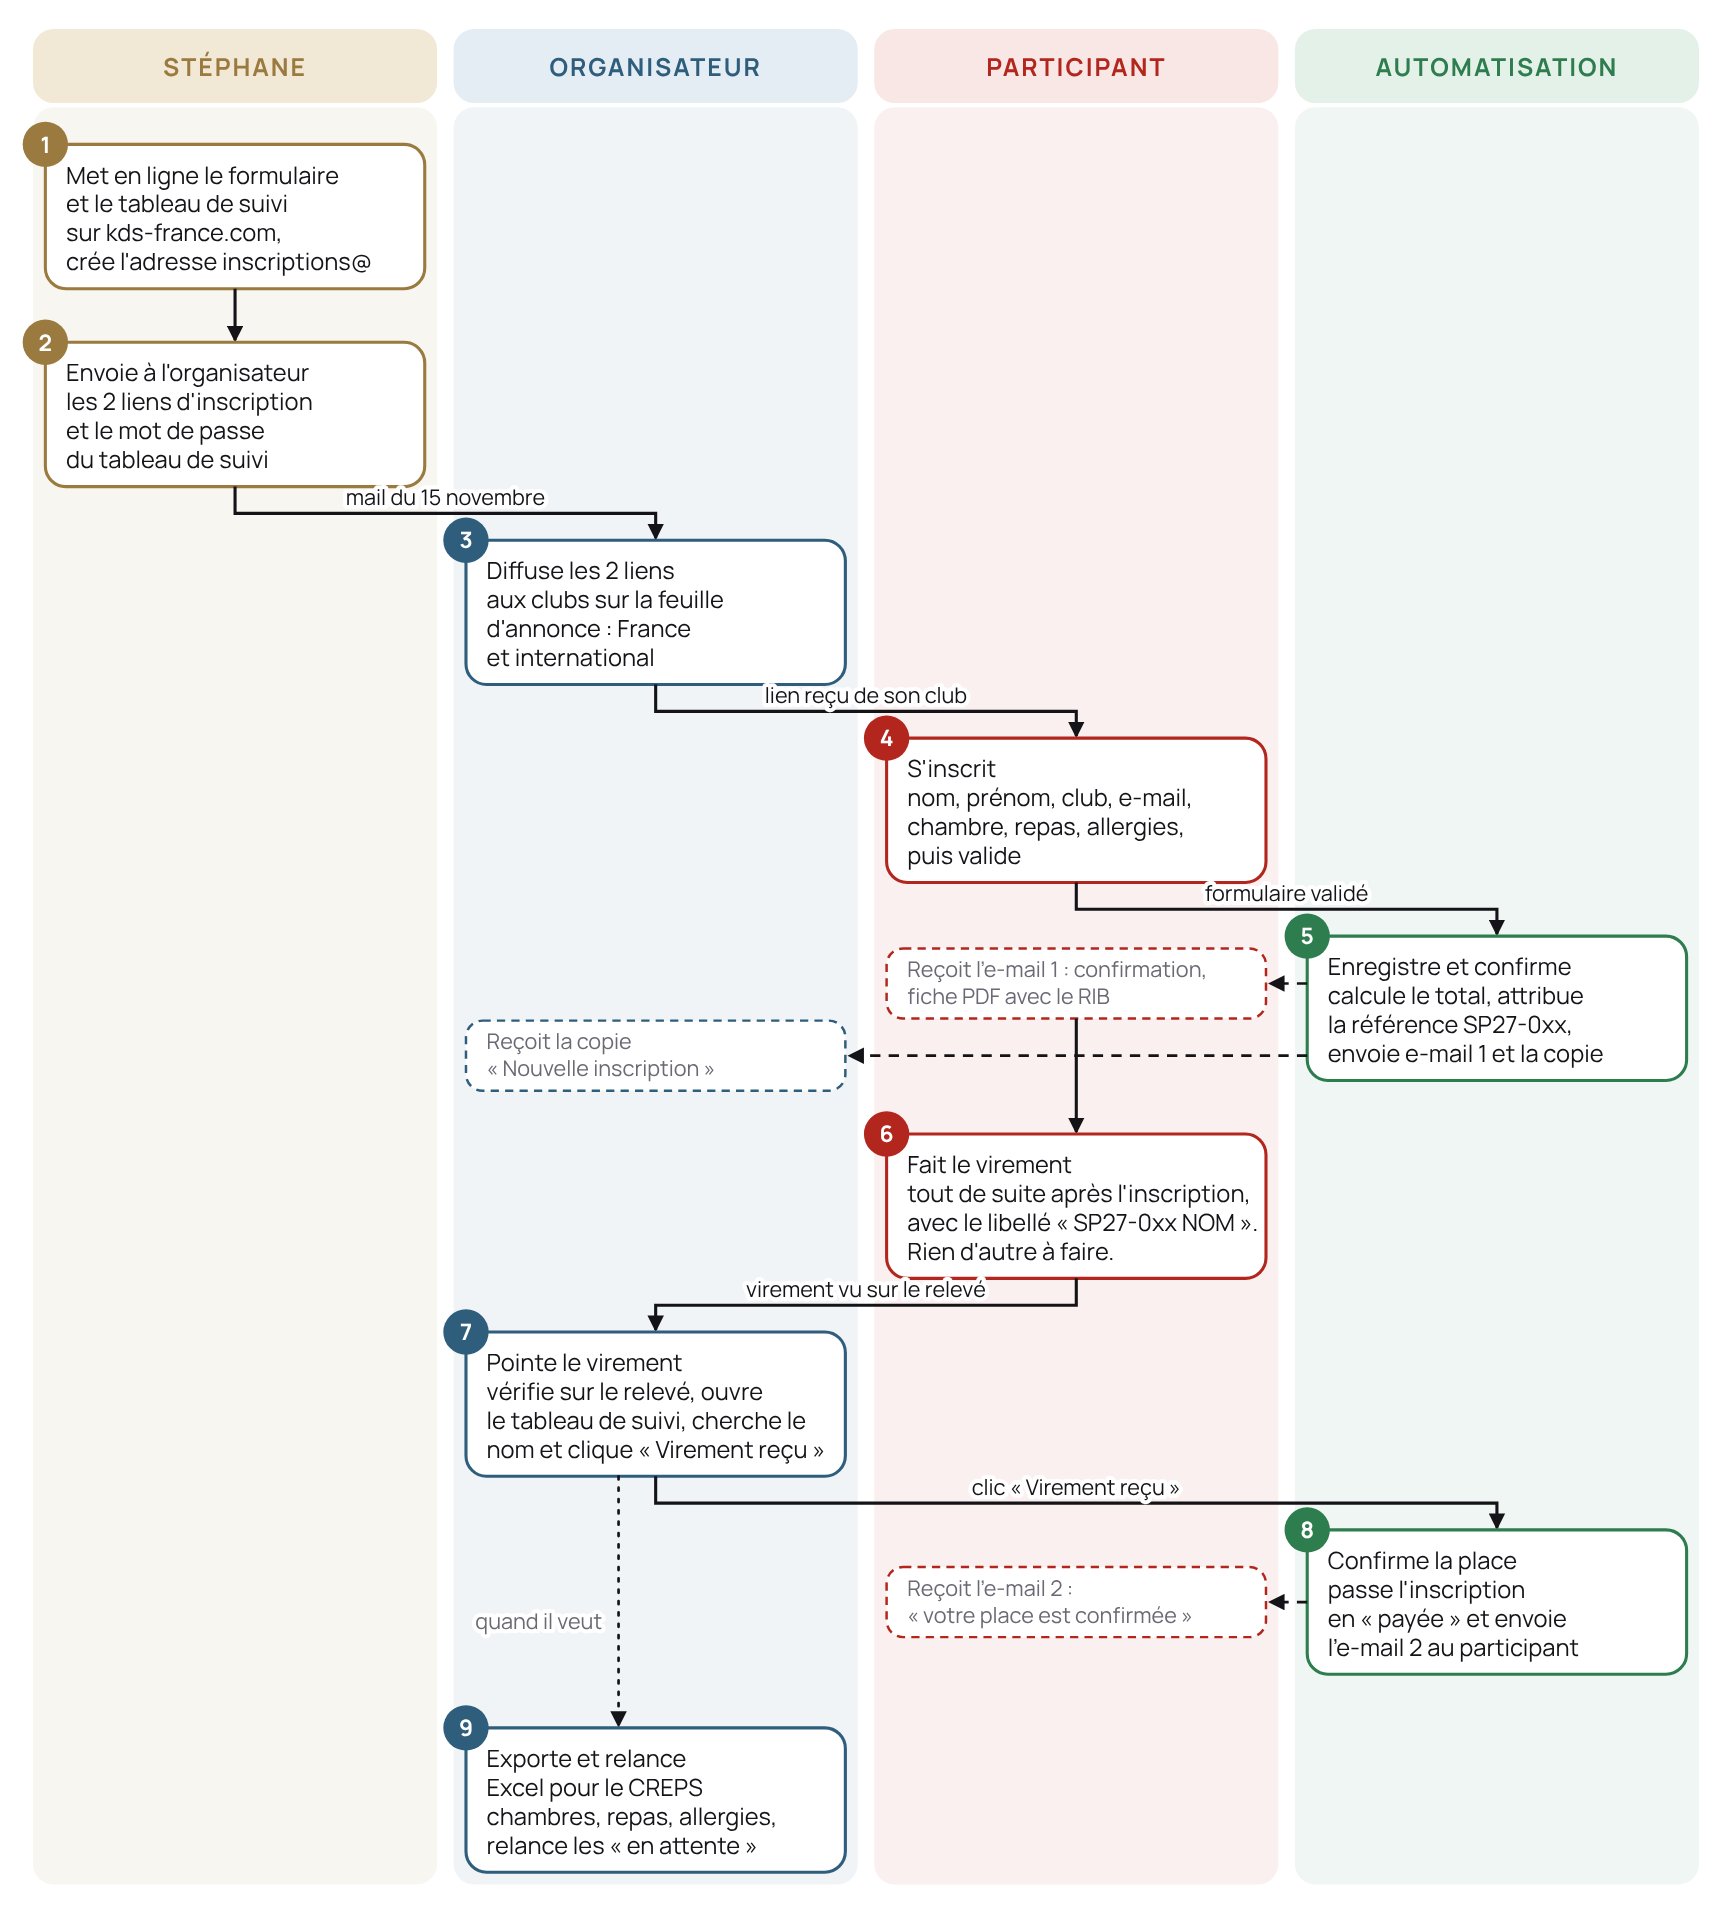 STÉPHANE
ORGANISATEUR
PARTICIPANT
AUTOMATISATION
1
Met en ligne le formulaire
et le tableau de suivi
sur kds-france.com,
crée l'adresse inscriptions@
2
Envoie à l'organisateur
les 2 liens d'inscription
et le mot de passe
du tableau de suivi
mail du 15 novembre
3
Diffuse les 2 liens
aux clubs sur la feuille
d'annonce : France
et international
lien reçu de son club
4
S'inscrit
nom, prénom, club, e-mail,
chambre, repas, allergies,
puis valide
formulaire validé
5
Enregistre et confirme
calcule le total, attribue
la référence SP27-0xx,
envoie e-mail 1 et la copie
Reçoit l'e-mail 1 : confirmation,
fiche PDF avec le RIB
Reçoit la copie
« Nouvelle inscription »
6
Fait le virement
tout de suite après l'inscription,
avec le libellé « SP27-0xx NOM ».
Rien d'autre à faire.
virement vu sur le relevé
7
Pointe le virement
vérifie sur le relevé, ouvre
le tableau de suivi, cherche le
nom et clique « Virement reçu »
clic « Virement reçu »
8
Confirme la place
passe l'inscription
en « payée » et envoie
l'e-mail 2 au participant
Reçoit l'e-mail 2 :
« votre place est confirmée »
quand il veut
9
Exporte et relance
Excel pour le CREPS
chambres, repas, allergies,
relance les « en attente »